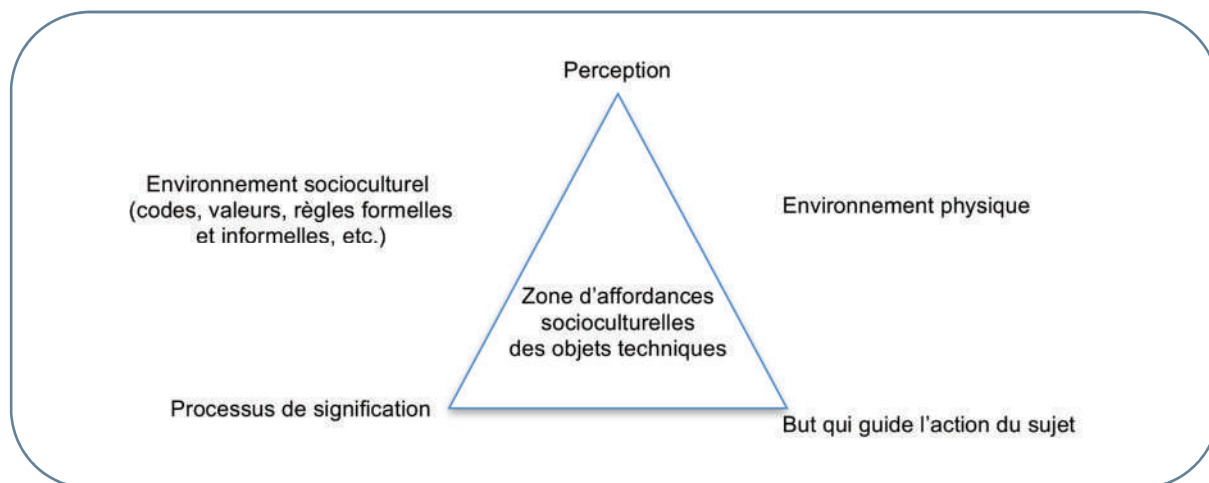 Perception
Environnement socioculturel
(codes, valeurs, règles formelles
et informelles, etc.)
Environnement physique
Zone d'affordances
socioculturelles
des objets techniques
Processus de signification
But qui guide l'action du sujet